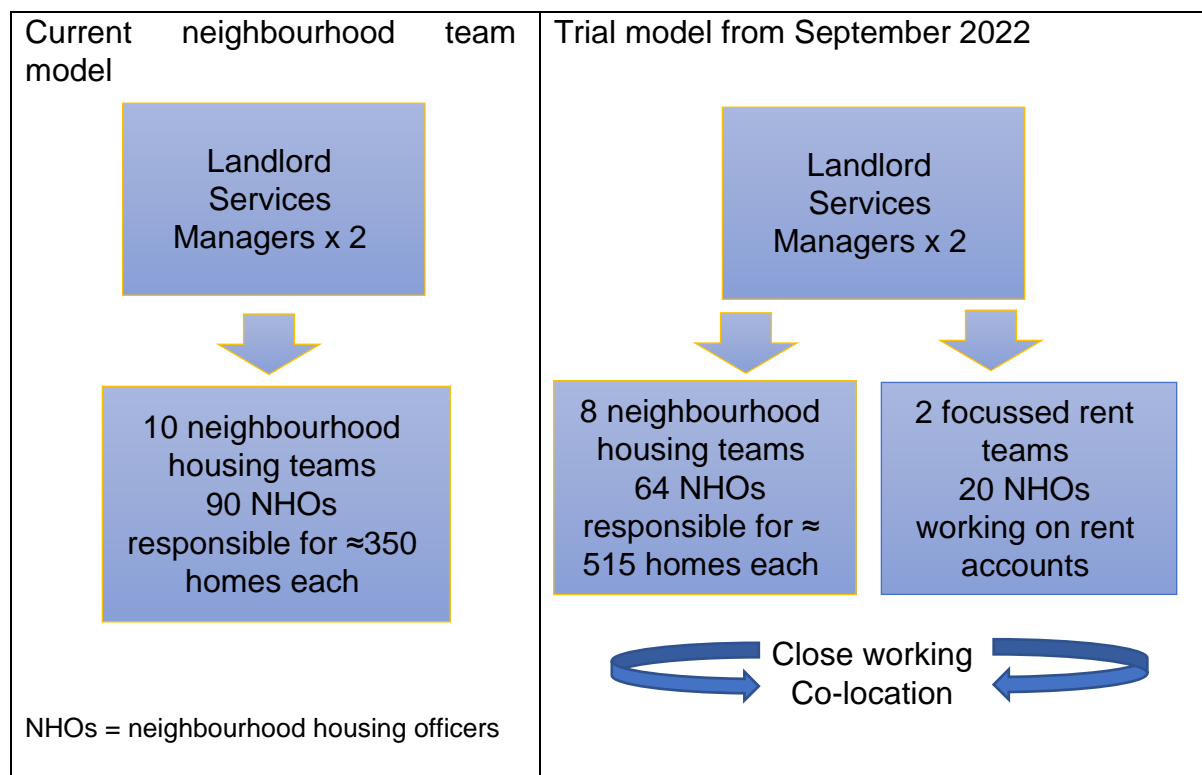 Current neighbourhood team
model
Landlord
Services
Managers x 2
10 neighbourhood
housing teams
90 NHOs
responsible for ≈350
homes each
NHOs = neighbourhood housing officers
Trial model from September 2022
Landlord
Services
Managers x 2
8 neighbourhood
housing teams
64 NHOs
responsible for ≈
515 homes each
2 focussed rent
teams
20 NHOs
working on rent
accounts
Close working
Co-location